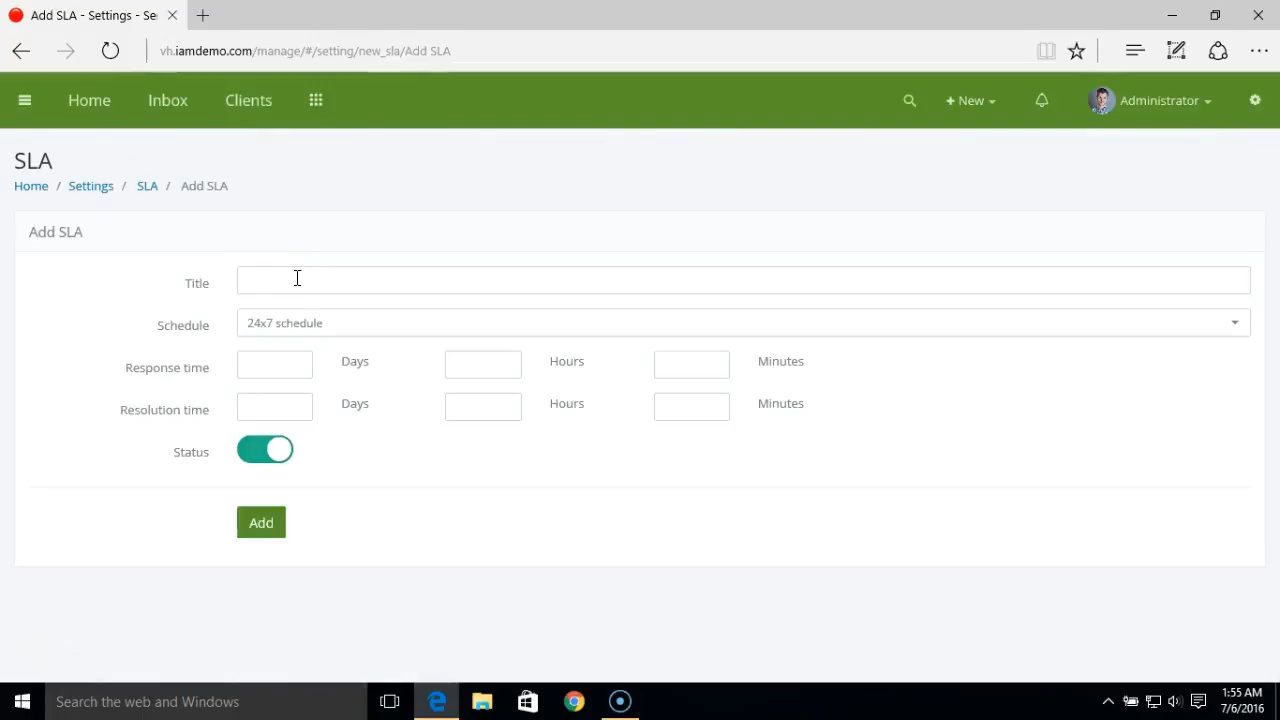 Add SLA - Settings - Se
vh.iamdemo.com/manage/#/setting/new_sla/Add SLA
Home Inbox Clients + New Administrator
SLA
Home / Settings / SLA / Add SLA
Add SLA
Title
Schedule 24x7 schedule
Response time Days Hours Minutes
Resolution time Days Hours Minutes
Status
Add
Search the web and Windows
1:55 AM
7/6/2016